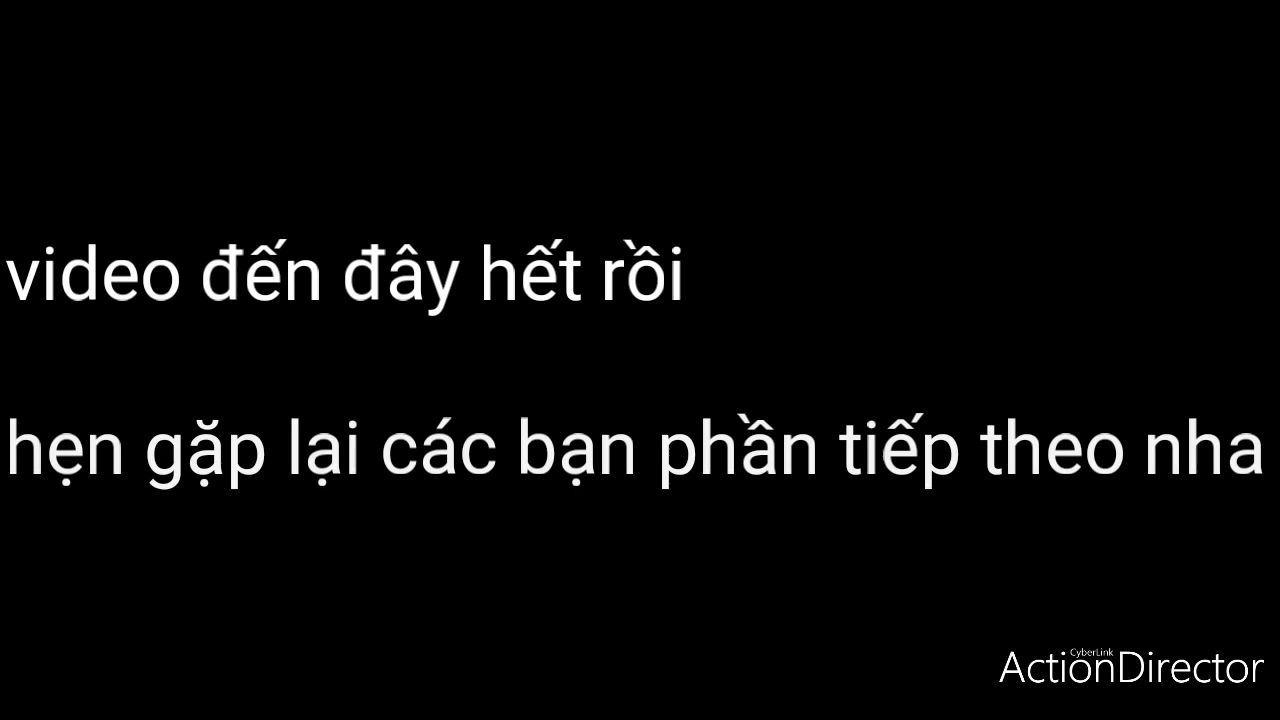 video đến đây hết rồi
hẹn gặp lại các bạn phần tiếp theo nha
CyberLink
ActionDirector